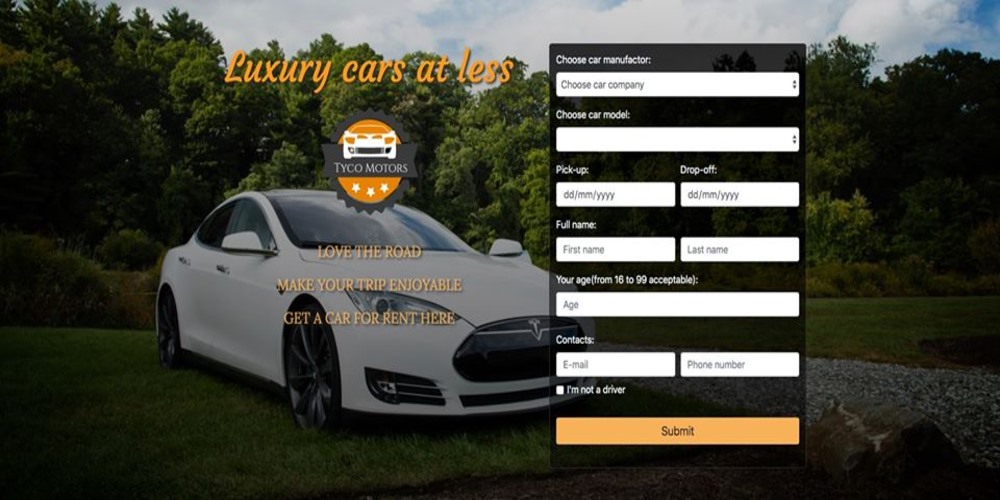 Luxury cars at less
TYCO MOTORS
LOVE THE ROAD
MAKE YOUR TRIP ENJOYABLE
GET A CAR FOR RENT HERE
Choose car manufactor:
Choose car company
Choose car model:
Pick-up: Drop-off:
dd/mm/yyyy dd/mm/yyyy
Full name:
First name Last name
Your age(from 16 to 99 acceptable):
Age
Contacts:
E-mail Phone number
I'm not a driver
Submit